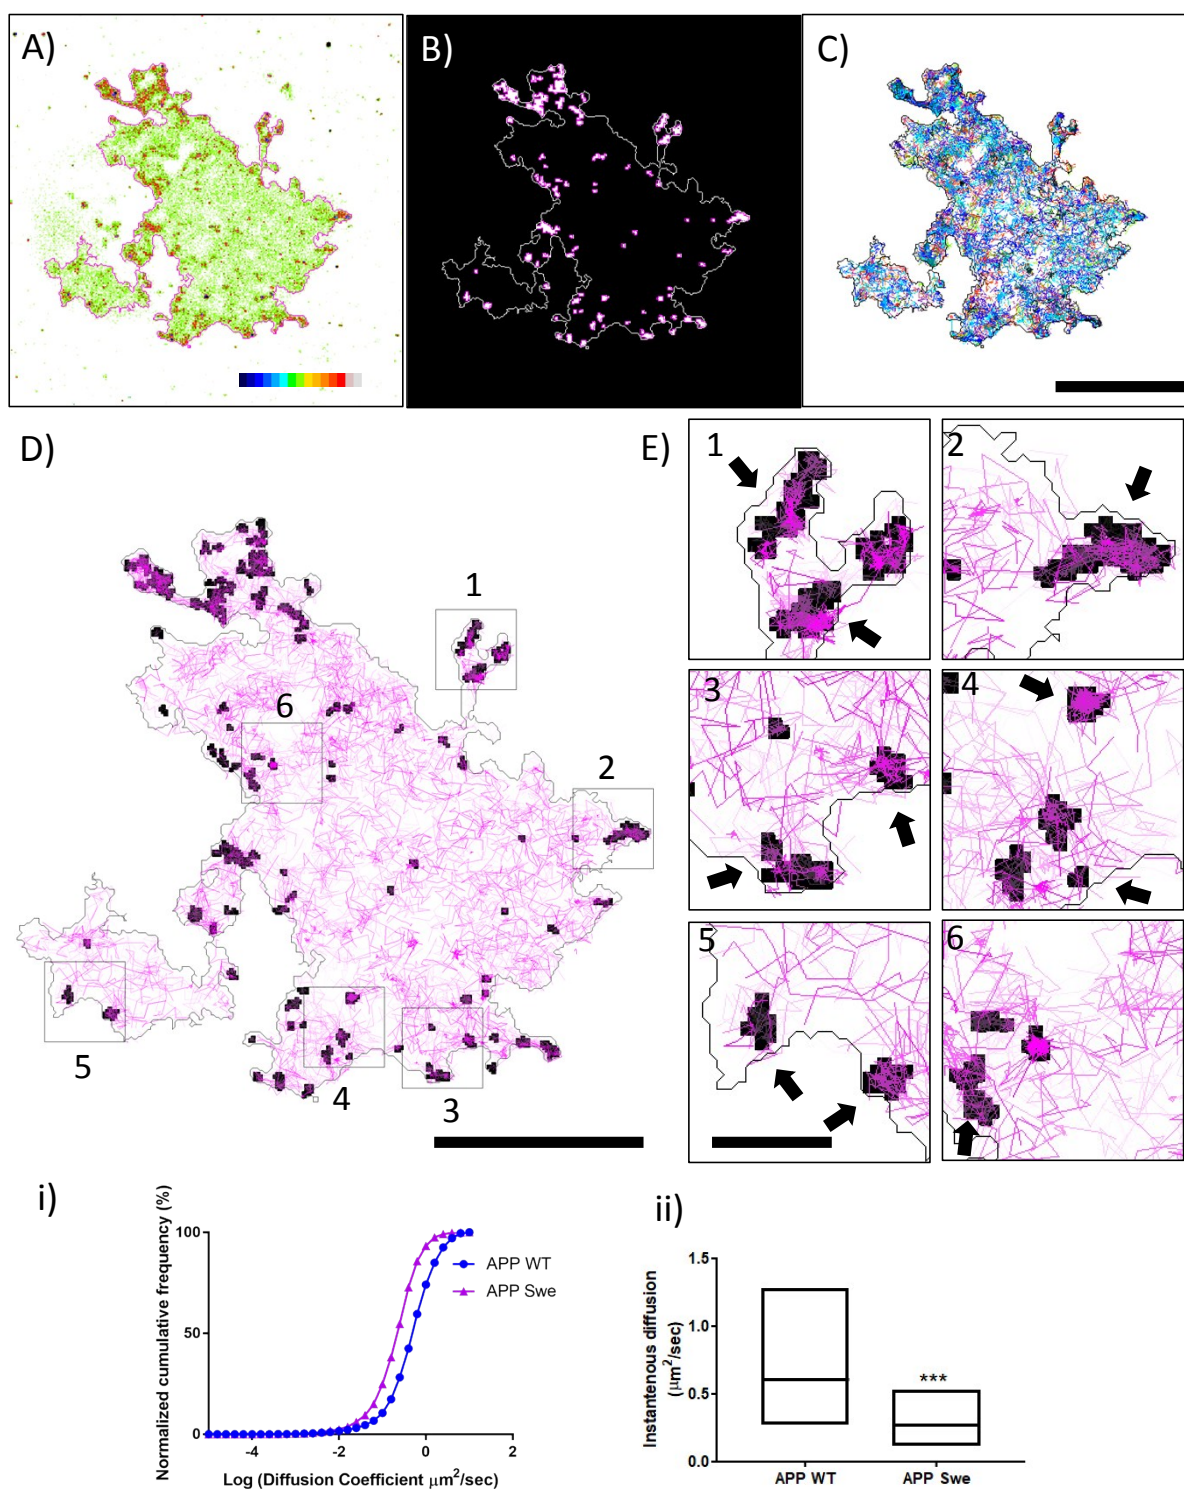 A)
B)
C)
D)
E)
1
2
3
4
5
6
1
2
3
4
5
6
i)
Normalized cumulative frequency (%)
100
50
0
-4
-2
0
2
Log (Diffusion Coefficient μm²/sec)
APP WT
APP Swe
ii)
Instantenous diffusion
(μm²/sec)
1.5
1.0
0.5
0.0
***
APP WT
APP Swe